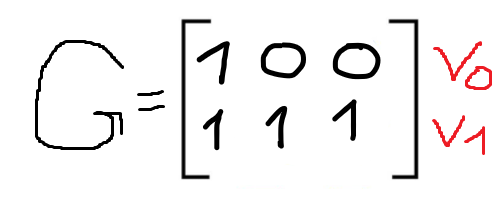 G = [1 0 0] V0
[1 1 1] V1